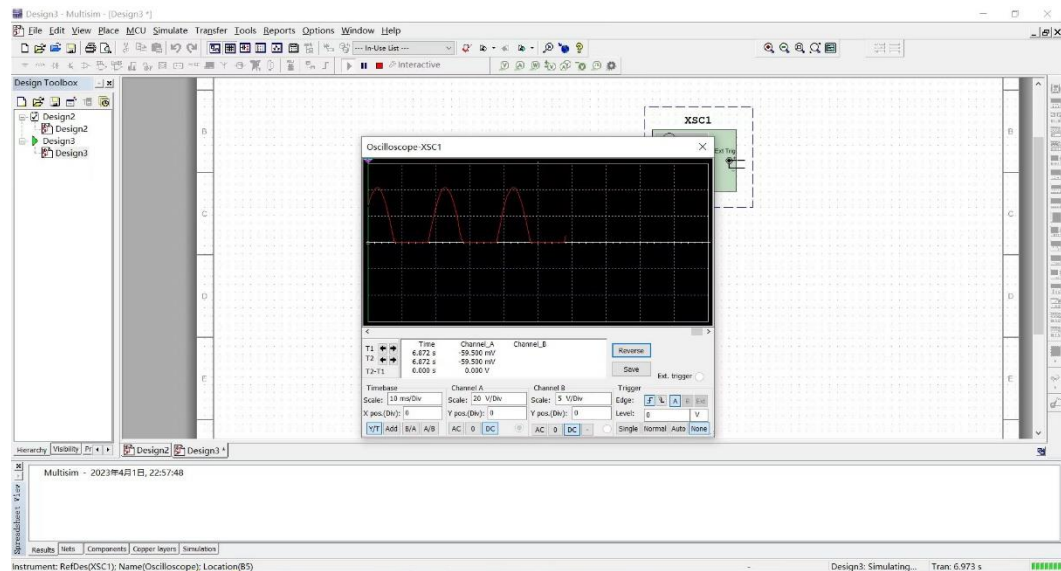 Design3 - Multisim - [Design3 *]
File Edit View Place MCU Simulate Transfer Tools Reports Options Window Help
--- In-Use List ---
Interactive
Design Toolbox
Design2
Design2
Design3
Design3
XSC1
Ext Trig
B
B
C
C
D
D
E
E
Oscilloscope-XSC1
Time Channel_A Channel_B
T1 6.872 s -59.500 mV
T2 6.872 s -59.500 mV
T2-T1 0.000 s 0.000 V
Reverse
Save
Ext. trigger
Timebase Channel A Channel B Trigger
Scale: 10 ms/Div Scale: 20 V/Div Scale: 5 V/Div Edge: A B Ext
X pos.(Div): 0 Y pos.(Div): 0 Y pos.(Div): 0 Level: 0 V
Y/T Add B/A A/B AC 0 DC AC 0 DC - Single Normal Auto None
Hierarchy Visibility Pr Design2 Design3 *
Multisim - 2023年4月1日, 22:57:48
Spreadsheet View
Results Nets Components Copper layers Simulation
Instrument: RefDes(XSC1); Name(Oscilloscope); Location(B5) - Design3: Simulating... Tran: 6.973 s